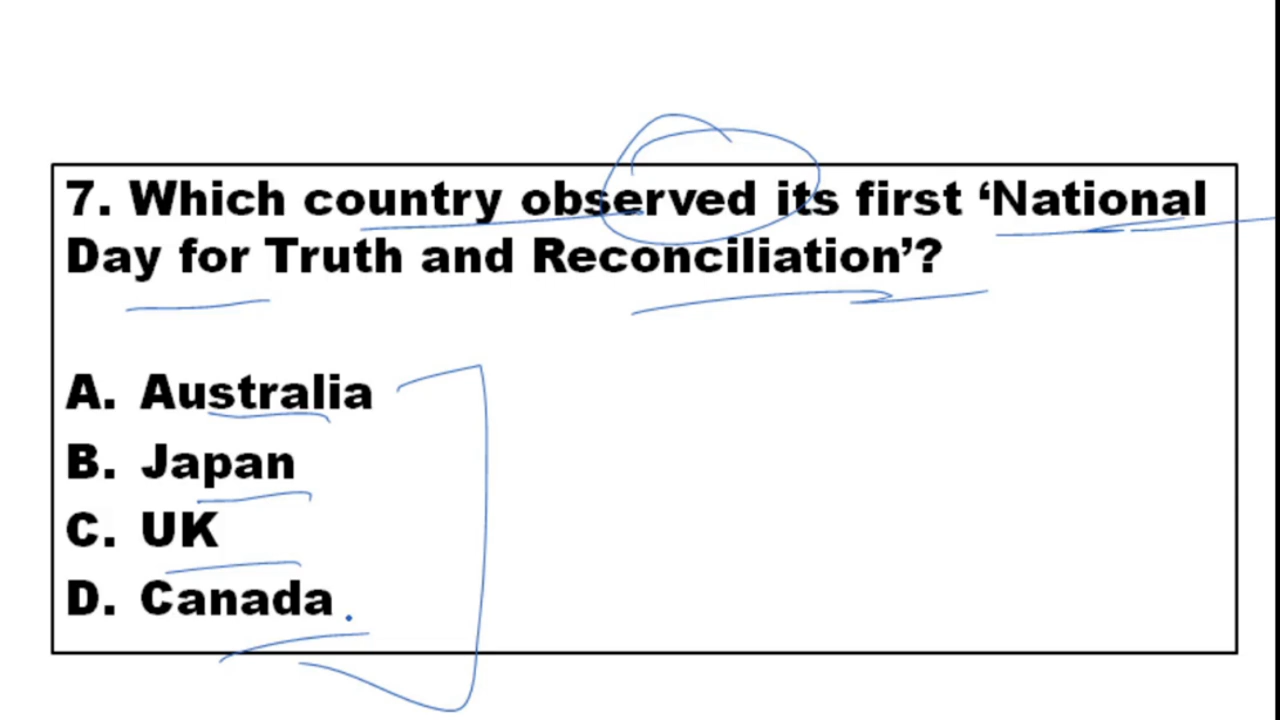 7. Which country observed its first ‘National
Day for Truth and Reconciliation’?
A. Australia
B. Japan
C. UK
D. Canada